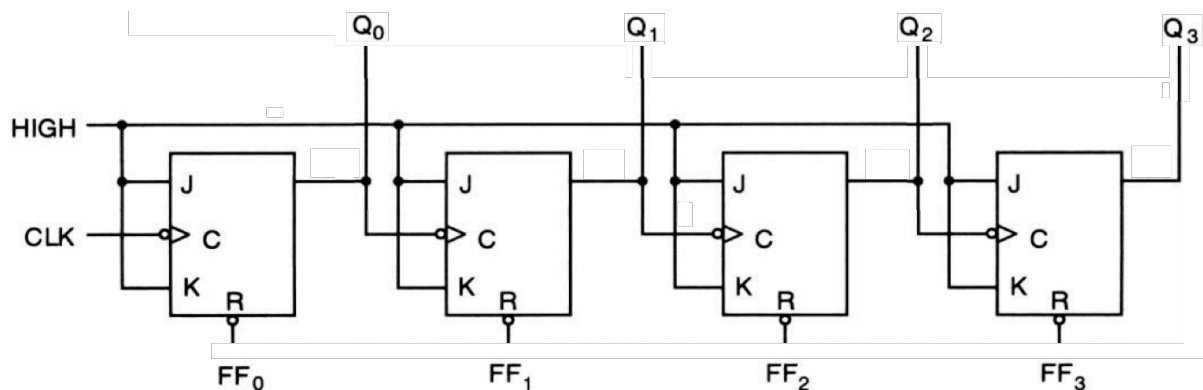 Q0 Q1 Q2 Q3
HIGH
J J J J
CLK C C C C
K K K K
R R R R
FF0 FF1 FF2 FF3